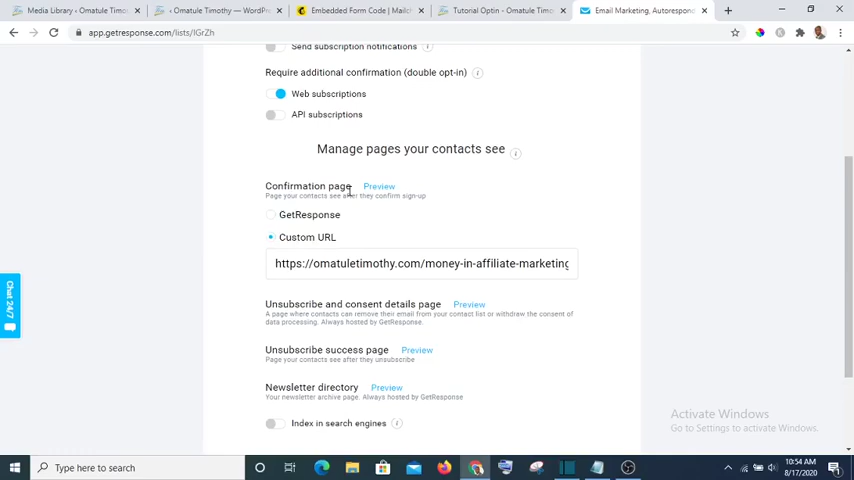 Media Library ‹ Omatule Timoth
‹ Omatule Timothy — WordPre
Embedded Form Code | Mailch
Tutorial Optin - Omatule Timot
Email Marketing, Autoresponde
app.getresponse.com/lists/IGrZh
Send subscription notifications
Require additional confirmation (double opt-in)
Web subscriptions
API subscriptions
Manage pages your contacts see
Confirmation page Preview
Page your contacts see after they confirm sign-up
GetResponse
Custom URL
https://omatuletimothy.com/money-in-affiliate-marketing
Unsubscribe and consent details page Preview
A page where contacts can remove their email from your contact list or withdraw the consent of
data processing. Always hosted by GetResponse.
Unsubscribe success page Preview
Page your contacts see after they unsubscribe
Newsletter directory Preview
Your newsletter archive page. Always hosted by GetResponse
Index in search engines
Chat 24/7
Activate Windows
Go to Settings to activate Windows.
Type here to search
10:54 AM
8/17/2020